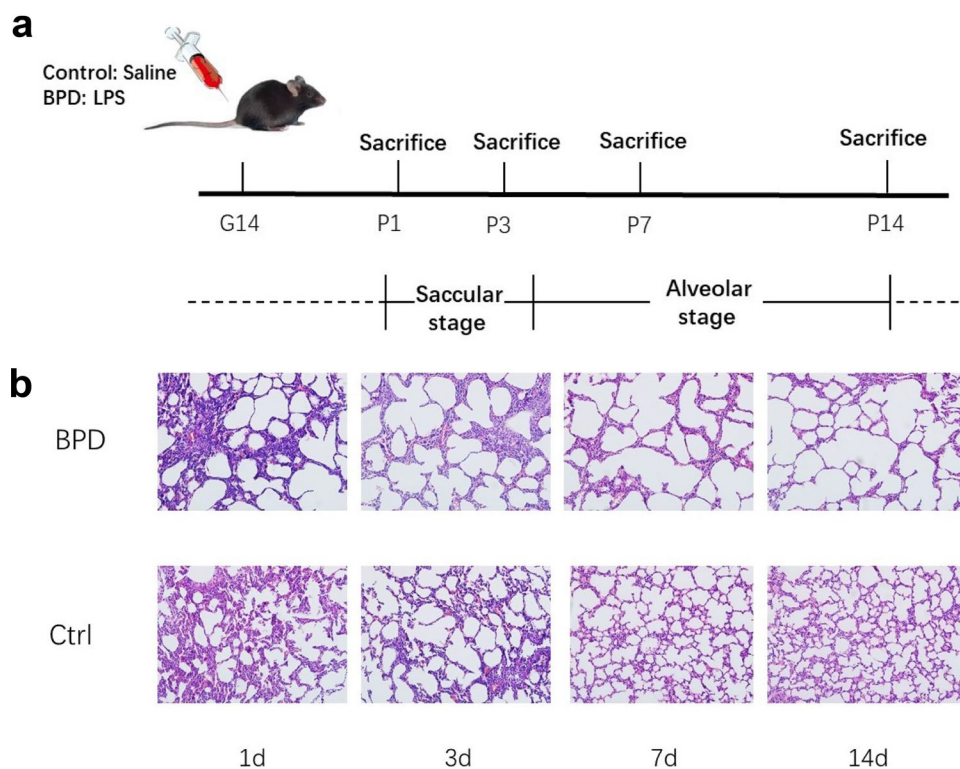 a
Control: Saline
BPD: LPS
Sacrifice
Sacrifice
Sacrifice
Sacrifice
G14
P1
P3
P7
P14
Saccular
stage
Alveolar
stage
b
BPD
Ctrl
1d
3d
7d
14d